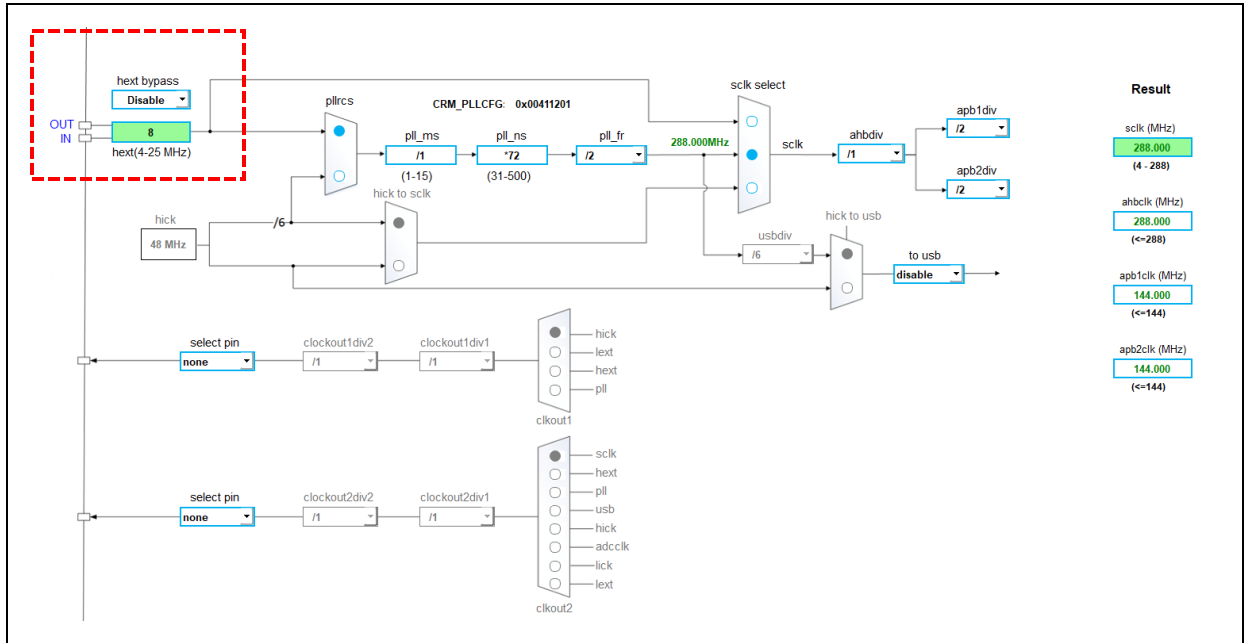 hext bypass
Disable
OUT
IN
8
hext(4-25 MHz)
pllrcs
CRM_PLLCFG: 0x00411201
pll_ms
/1
(1-15)
pll_ns
*72
(31-500)
pll_fr
/2
288.000MHz
sclk select
sclk
ahbdiv
/1
apb1div
/2
apb2div
/2
hick
48 MHz
/6
hick to sclk
usbdiv
/6
hick to usb
to usb
disable
Result
sclk (MHz)
288.000
(4 - 288)
ahbclk (MHz)
288.000
(<=288)
apb1clk (MHz)
144.000
(<=144)
apb2clk (MHz)
144.000
(<=144)
select pin
none
clockout1div2
/1
clockout1div1
/1
hick
lext
hext
pll
clkout1
select pin
none
clockout2div2
/1
clockout2div1
/1
sclk
hext
pll
usb
hick
adcclk
lick
lext
clkout2